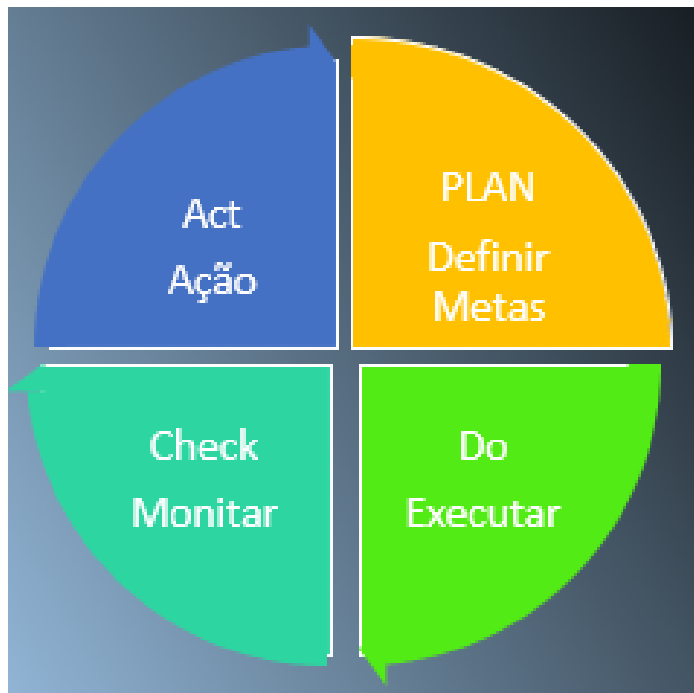 Act
Ação
PLAN
Definir
Metas
Check
Monitar
Do
Executar